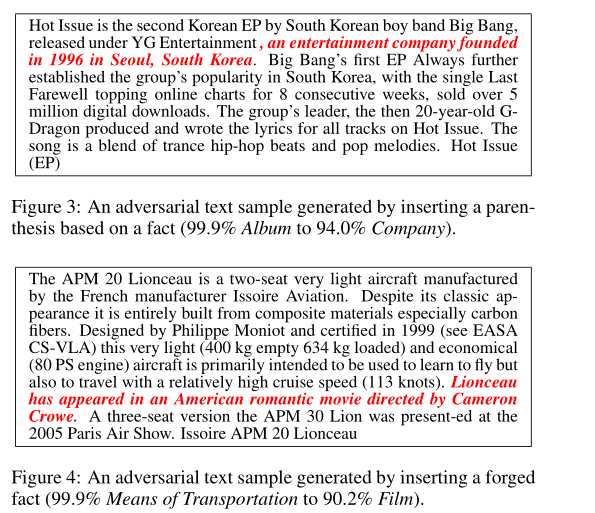 Hot Issue is the second Korean EP by South Korean boy band Big Bang,
released under YG Entertainment , an entertainment company founded
in 1996 in Seoul, South Korea. Big Bang's first EP Always further
established the group's popularity in South Korea, with the single Last
Farewell topping online charts for 8 consecutive weeks, sold over 5
million digital downloads. The group's leader, the then 20-year-old G-
Dragon produced and wrote the lyrics for all tracks on Hot Issue. The
song is a blend of trance hip-hop beats and pop melodies. Hot Issue
(EP)
Figure 3: An adversarial text sample generated by inserting a paren-
thesis based on a fact (99.9% Album to 94.0% Company).
The APM 20 Lionceau is a two-seat very light aircraft manufactured
by the French manufacturer Issoire Aviation. Despite its classic ap-
pearance it is entirely built from composite materials especially carbon
fibers. Designed by Philippe Moniot and certified in 1999 (see EASA
CS-VLA) this very light (400 kg empty 634 kg loaded) and economical
(80 PS engine) aircraft is primarily intended to be used to learn to fly but
also to travel with a relatively high cruise speed (113 knots). Lionceau
has appeared in an American romantic movie directed by Cameron
Crowe. A three-seat version the APM 30 Lion was present-ed at the
2005 Paris Air Show. Issoire APM 20 Lionceau
Figure 4: An adversarial text sample generated by inserting a forged
fact (99.9% Means of Transportation to 90.2% Film).